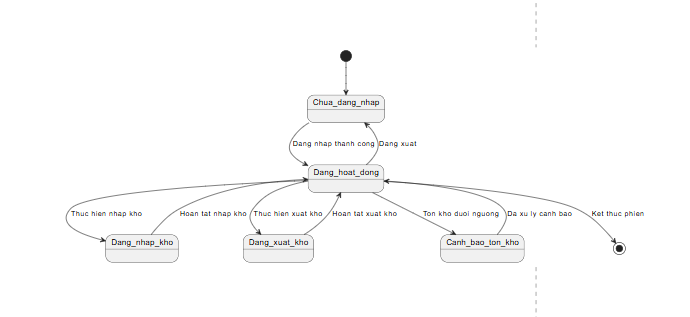 Chua_dang_nhap
Dang nhap thanh cong
Dang xuat
Dang_hoat_dong
Thuc hien nhap kho
Hoan tat nhap kho
Thuc hien xuat kho
Hoan tat xuat kho
Ton kho duoi nguong
Da xu ly canh bao
Ket thuc phien
Dang_nhap_kho
Dang_xuat_kho
Canh_bao_ton_kho